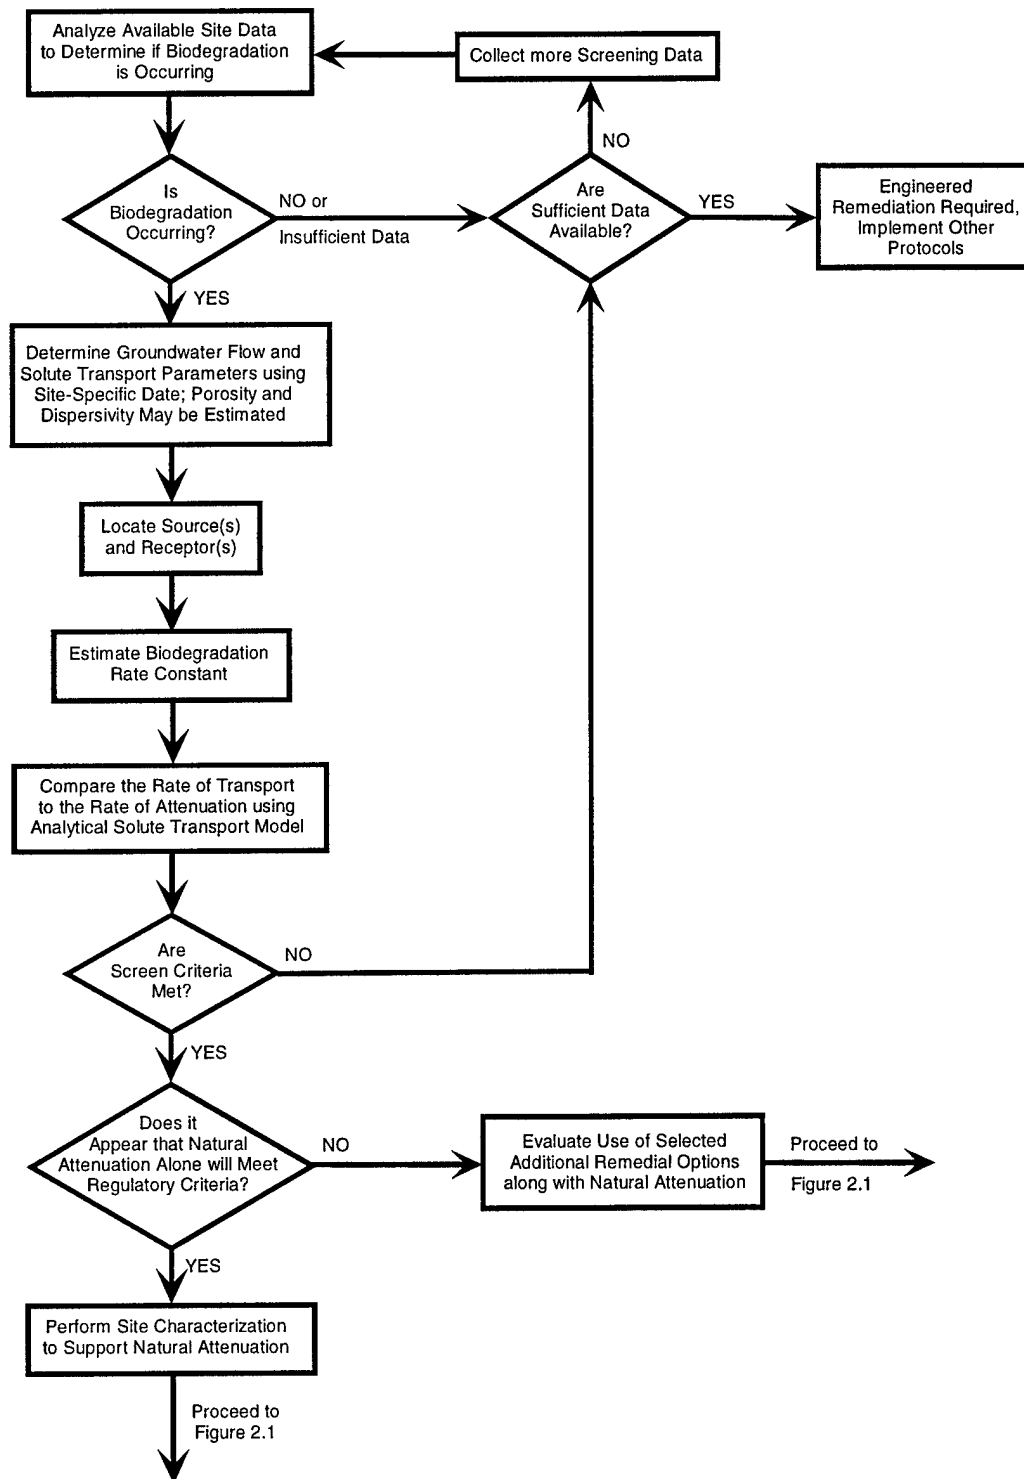 Analyze Available Site Data
to Determine if Biodegradation
is Occurring
Collect more Screening Data
NO
Is
Biodegradation
Occurring?
NO or
Insufficient Data
Are
Sufficient Data
Available?
YES
Engineered
Remediation Required,
Implement Other
Protocols
YES
Determine Groundwater Flow and
Solute Transport Parameters using
Site-Specific Date; Porosity and
Dispersivity May be Estimated
Locate Source(s)
and Receptor(s)
Estimate Biodegradation
Rate Constant
Compare the Rate of Transport
to the Rate of Attenuation using
Analytical Solute Transport Model
Are
Screen Criteria
Met?
NO
YES
Does it
Appear that Natural
Attenuation Alone will Meet
Regulatory Criteria?
NO
Evaluate Use of Selected
Additional Remedial Options
along with Natural Attenuation
Proceed to
Figure 2.1
YES
Perform Site Characterization
to Support Natural Attenuation
Proceed to
Figure 2.1